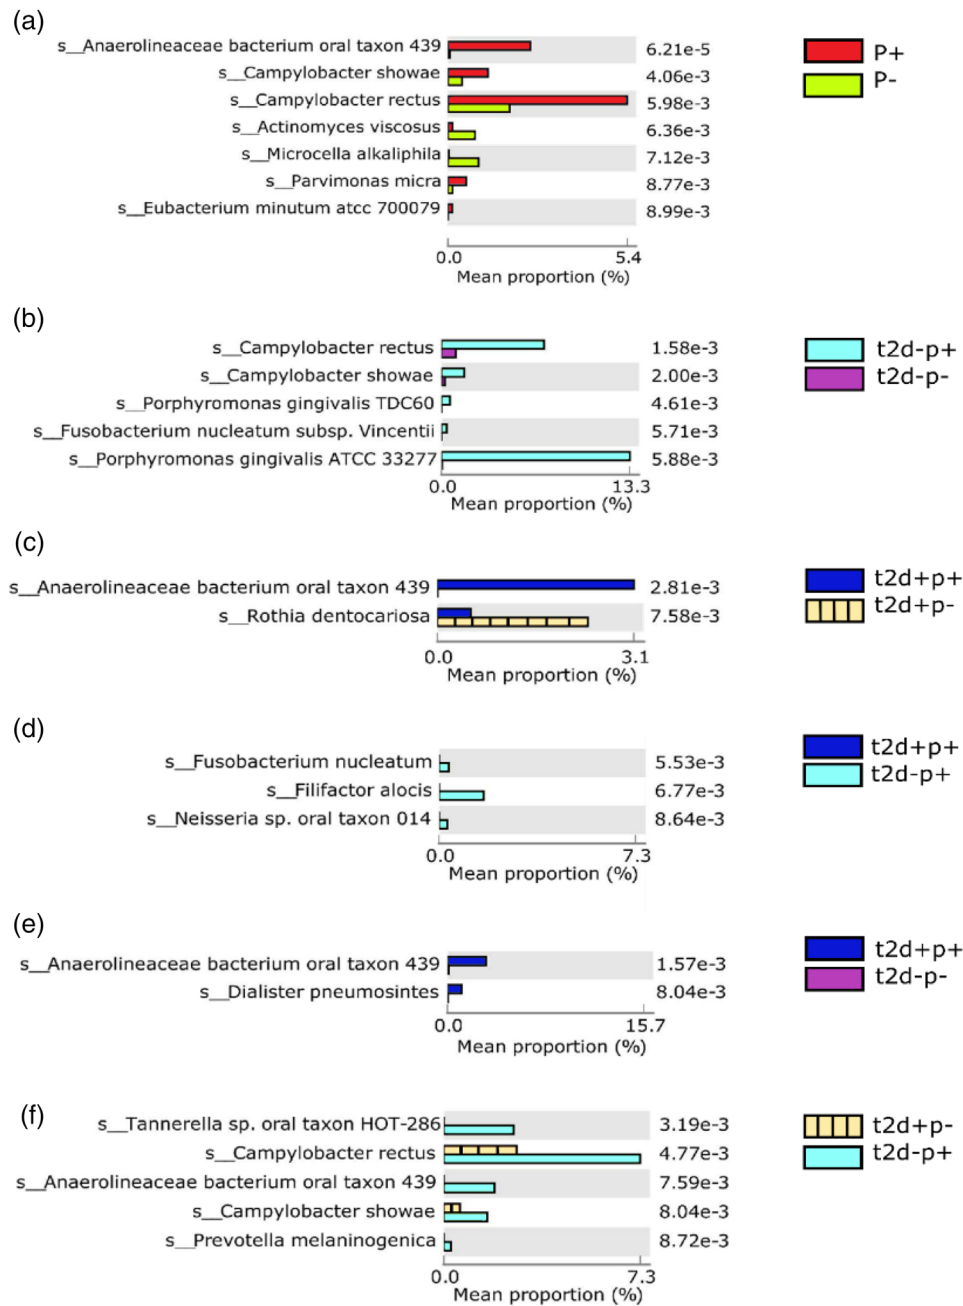 (a)
s__Anaerolineaceae bacterium oral taxon 439 6.21e-5
s__Campylobacter showae 4.06e-3
s__Campylobacter rectus 5.98e-3
s__Actinomyces viscosus 6.36e-3
s__Microcella alkaliphila 7.12e-3
s__Parvimonas micra 8.77e-3
s__Eubacterium minutum atcc 700079 8.99e-3
0.0 5.4
Mean proportion (%)
P+
P-
(b)
s__Campylobacter rectus 1.58e-3
s__Campylobacter showae 2.00e-3
s__Porphyromonas gingivalis TDC60 4.61e-3
s__Fusobacterium nucleatum subsp. Vincentii 5.71e-3
s__Porphyromonas gingivalis ATCC 33277 5.88e-3
0.0 13.3
Mean proportion (%)
t2d-p+
t2d-p-
(c)
s__Anaerolineaceae bacterium oral taxon 439 2.81e-3
s__Rothia dentocariosa 7.58e-3
0.0 3.1
Mean proportion (%)
t2d+p+
t2d+p-
(d)
s__Fusobacterium nucleatum 5.53e-3
s__Filifactor alocis 6.77e-3
s__Neisseria sp. oral taxon 014 8.64e-3
0.0 7.3
Mean proportion (%)
t2d+p+
t2d-p+
(e)
s__Anaerolineaceae bacterium oral taxon 439 1.57e-3
s__Dialister pneumosintes 8.04e-3
0.0 15.7
Mean proportion (%)
t2d+p+
t2d-p-
(f)
s__Tannerella sp. oral taxon HOT-286 3.19e-3
s__Campylobacter rectus 4.77e-3
s__Anaerolineaceae bacterium oral taxon 439 7.59e-3
s__Campylobacter showae 8.04e-3
s__Prevotella melaninogenica 8.72e-3
0.0 7.3
Mean proportion (%)
t2d+p-
t2d-p+